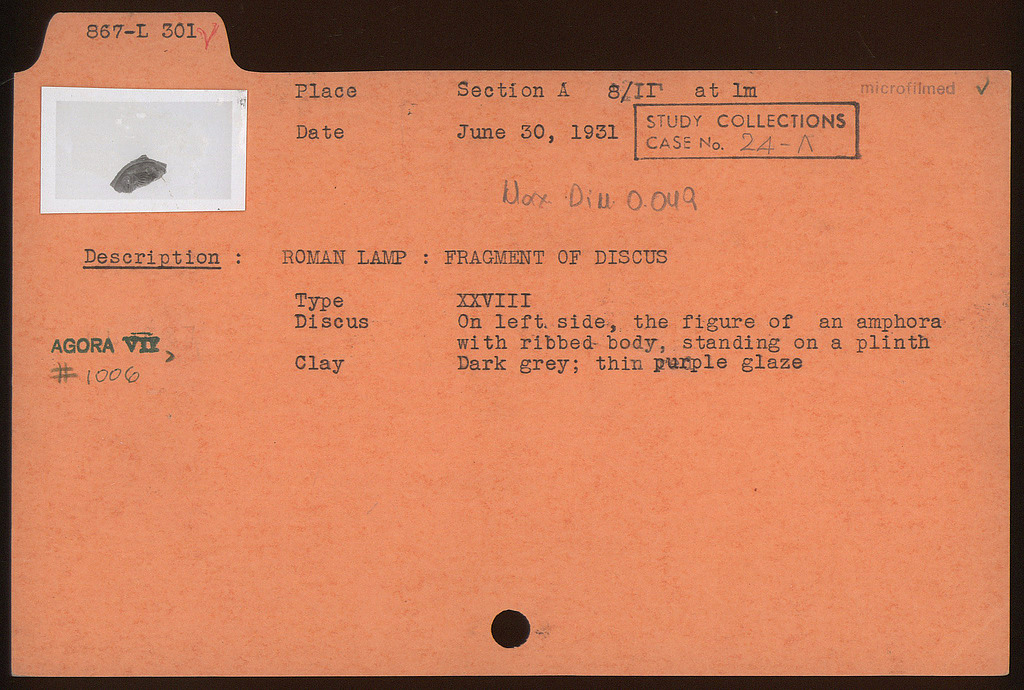 867-L 301 ✓
Place Section A 8/II at 1m
microfilmed ✓
Date June 30, 1931
STUDY COLLECTIONS
CASE No. 24-Λ
Max Dim 0.049
Description : ROMAN LAMP : FRAGMENT OF DISCUS
Type XXVIII
Discus On left side, the figure of an amphora
with ribbed body, standing on a plinth
Clay Dark grey; thin purple glaze
AGORA VII,
# 1006